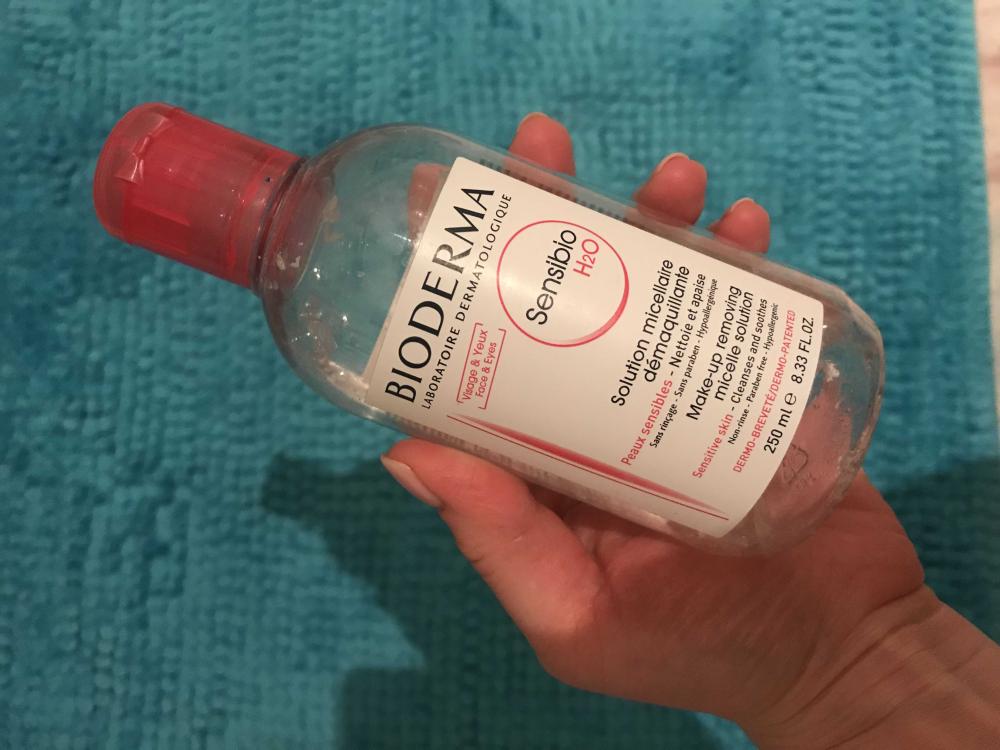 BIODERMA
LABORATOIRE DERMATOLOGIQUE
Visage & Yeux
Face & Eyes
Sensibio
H2O
Solution micellaire
démaquillante
Peaux sensibles - Nettoie et apaise
Sans rinçage - Sans paraben - Hypoallergénique
Make-up removing
micelle solution
Sensitive skin - Cleanses and soothes
Non-rinse - Paraben free - Hypoallergenic
DERMO-BREVETÉ/DERMO-PATENTED
250 ml e 8.33 FL.OZ.